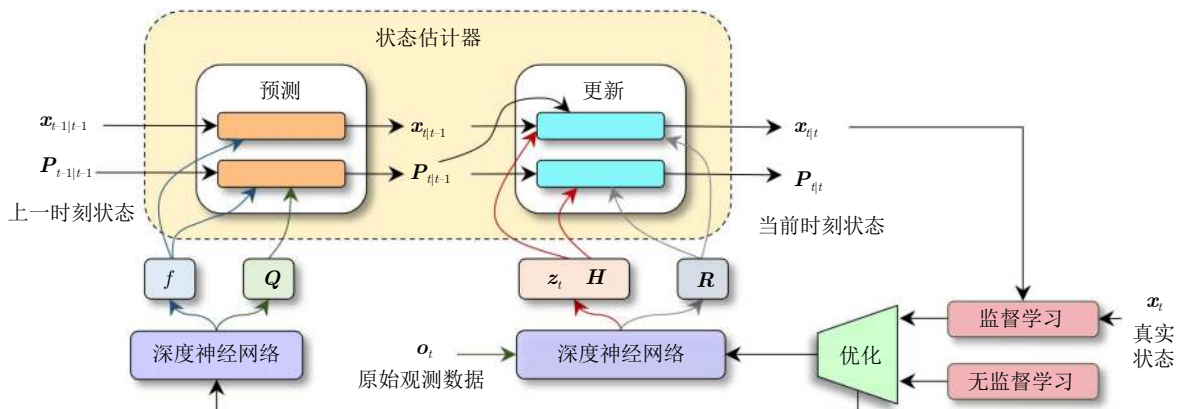 状态估计器
预测
更新
x_{t−1|t−1}
x_{t|t−1}
x_{t|t}
P_{t−1|t−1}
P_{t|t−1}
P_{t|t}
上一时刻状态
当前时刻状态
f
Q
z_t H
R
深度神经网络
o_t
原始观测数据
深度神经网络
优化
监督学习
无监督学习
x_t
真实
状态